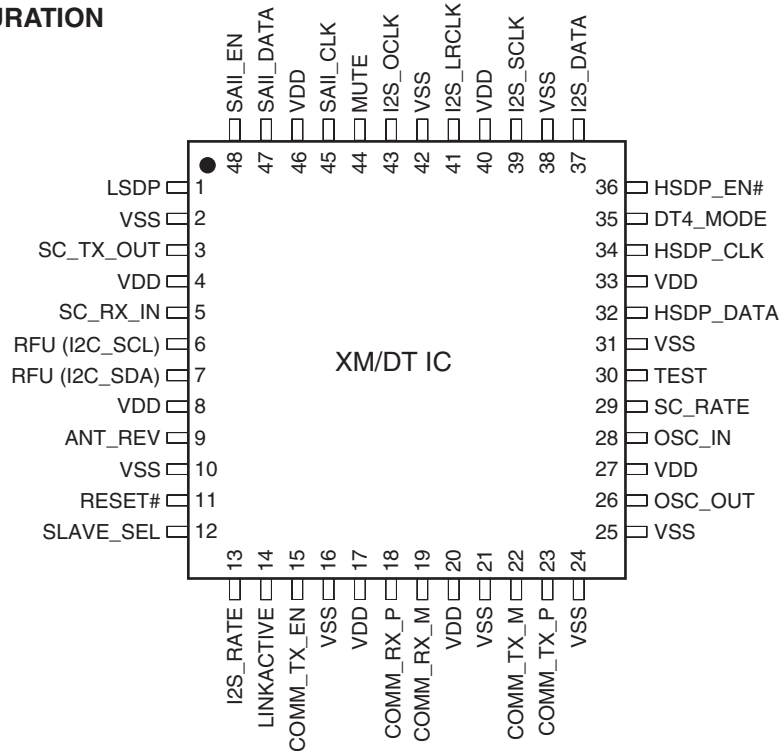 URATION
SAII_EN
SAII_DATA
VDD
SAII_CLK
MUTE
I2S_OCLK
VSS
I2S_LRCLK
VDD
I2S_SCLK
VSS
I2S_DATA
48 47 46 45 44 43 42 41 40 39 38 37
LSDP 1
VSS 2
SC_TX_OUT 3
VDD 4
SC_RX_IN 5
RFU (I2C_SCL) 6
RFU (I2C_SDA) 7
VDD 8
ANT_REV 9
VSS 10
RESET# 11
SLAVE_SEL 12
XM/DT IC
36 HSDP_EN#
35 DT4_MODE
34 HSDP_CLK
33 VDD
32 HSDP_DATA
31 VSS
30 TEST
29 SC_RATE
28 OSC_IN
27 VDD
26 OSC_OUT
25 VSS
13 14 15 16 17 18 19 20 21 22 23 24
I2S_RATE
LINKACTIVE
COMM_TX_EN
VSS
VDD
COMM_RX_P
COMM_RX_M
VDD
VSS
COMM_TX_M
COMM_TX_P
VSS